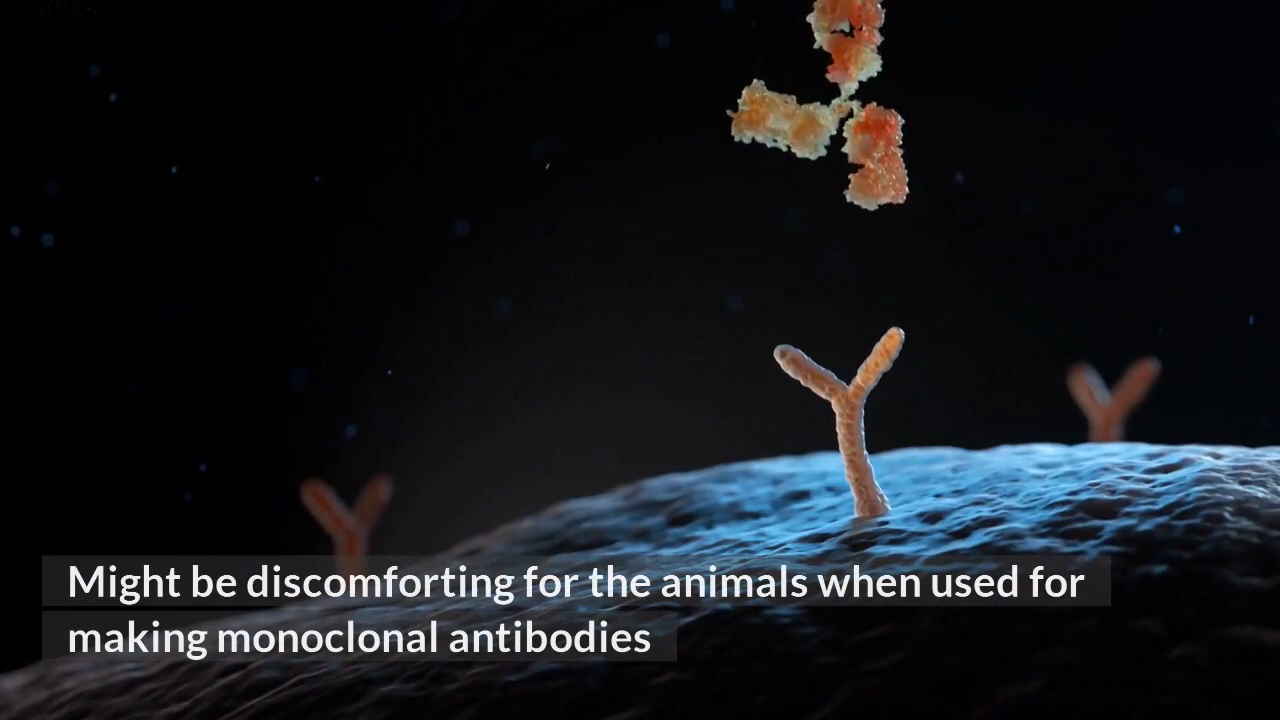 Might be discomforting for the animals when used for
making monoclonal antibodies